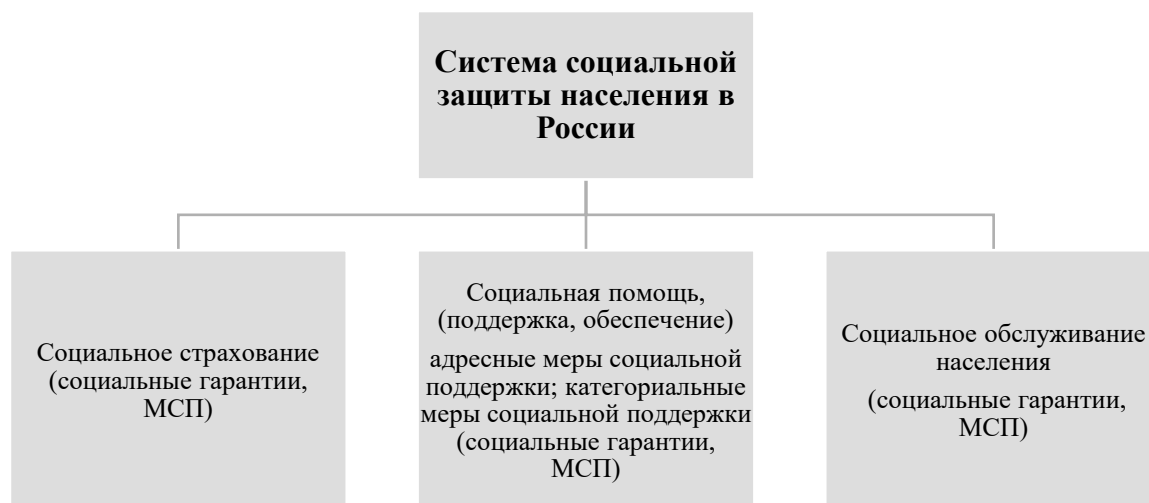 Система социальной
защиты населения в
России
Социальное страхование
(социальные гарантии,
МСП)
Социальная помощь,
(поддержка, обеспечение)
адресные меры социальной
поддержки; категориальные
меры социальной поддержки
(социальные гарантии,
МСП)
Социальное обслуживание
населения
(социальные гарантии,
МСП)